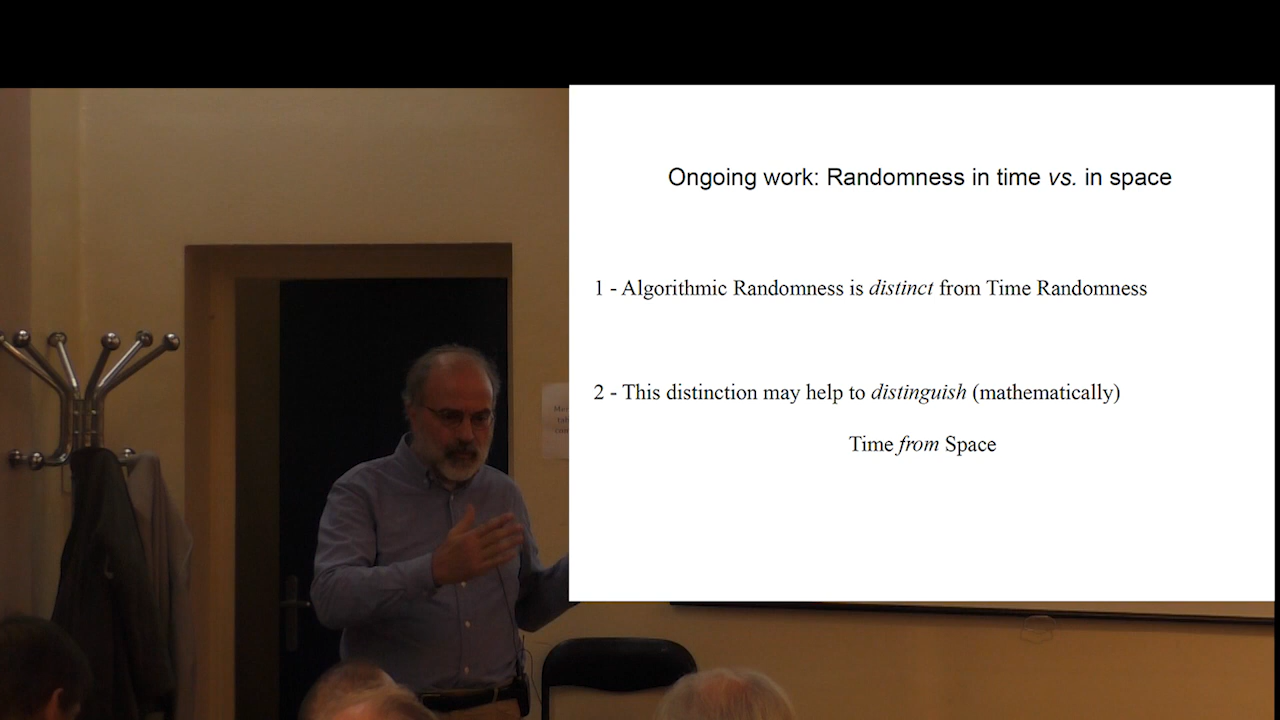 Ongoing work: Randomness in time vs. in space
1 - Algorithmic Randomness is distinct from Time Randomness
2 - This distinction may help to distinguish (mathematically)
Time from Space